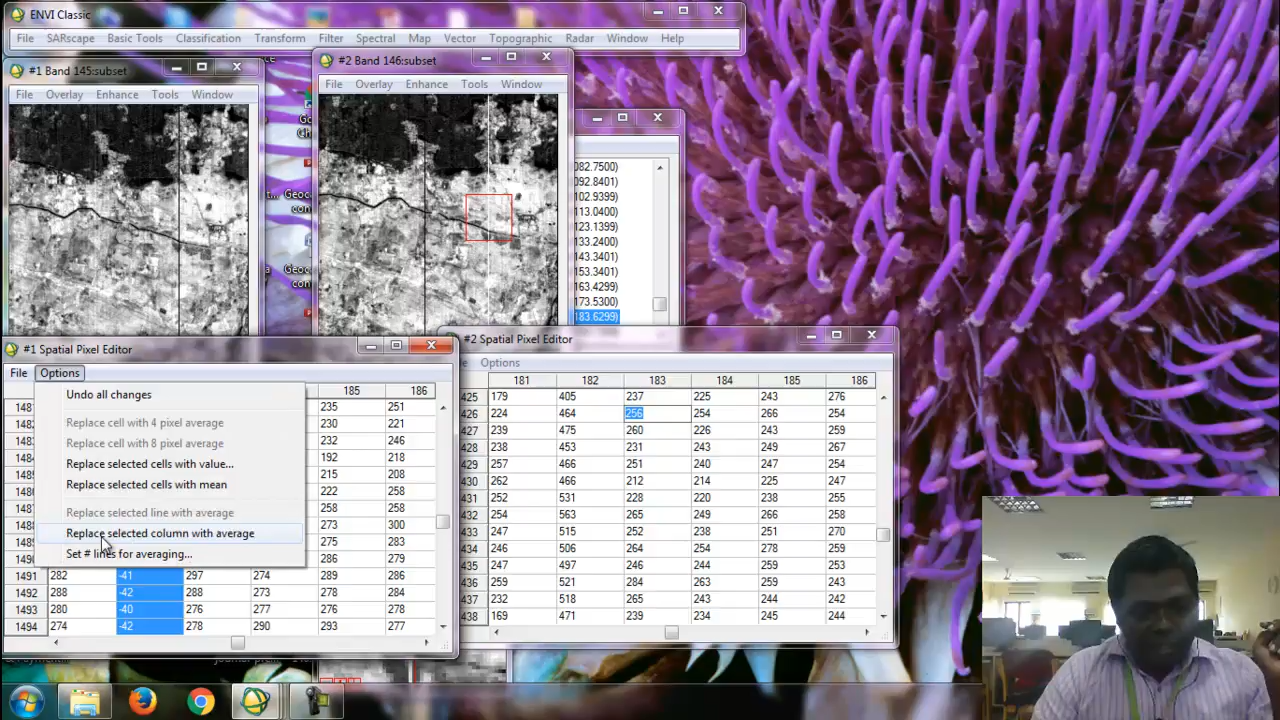 ENVI Classic
File SARscape Basic Tools Classification Transform Filter Spectral Map Vector Topographic Radar Window Help
#1 Band 145:subset
File Overlay Enhance Tools Window
#2 Band 146:subset
File Overlay Enhance Tools Window
082.7500)
092.8401)
102.9399)
113.0400)
123.1399)
133.2400)
143.3401)
153.3401)
163.4299)
173.5300)
183.6299)
#1 Spatial Pixel Editor
File Options
Undo all changes
Replace cell with 4 pixel average
Replace cell with 8 pixel average
Replace selected cells with value...
Replace selected cells with mean
Replace selected line with average
Replace selected column with average
Set # lines for averaging...
185 186
235 251
230 221
232 246
192 218
215 208
222 258
258 258
273 300
275 283
286 279
1491 282 -41 297 274 289 286
1492 288 -42 288 273 278 284
1493 280 -40 276 277 276 278
1494 274 -42 278 290 293 277
#2 Spatial Pixel Editor
Options
181 182 183 184 185 186
425 179 405 237 225 243 276
426 224 464 256 254 266 254
427 239 475 260 226 243 259
428 238 453 231 243 249 267
429 257 466 251 240 247 254
430 262 466 212 214 225 247
431 252 531 228 220 238 265
432 254 504 225 228 238 258
433 247 515 252 238 251 270
434 246 506 264 254 278 259
435 247 497 246 244 239 243
436 259 521 284 263 259 243
437 232 518 265 243 244 242
438 169 471 239 234 245 244